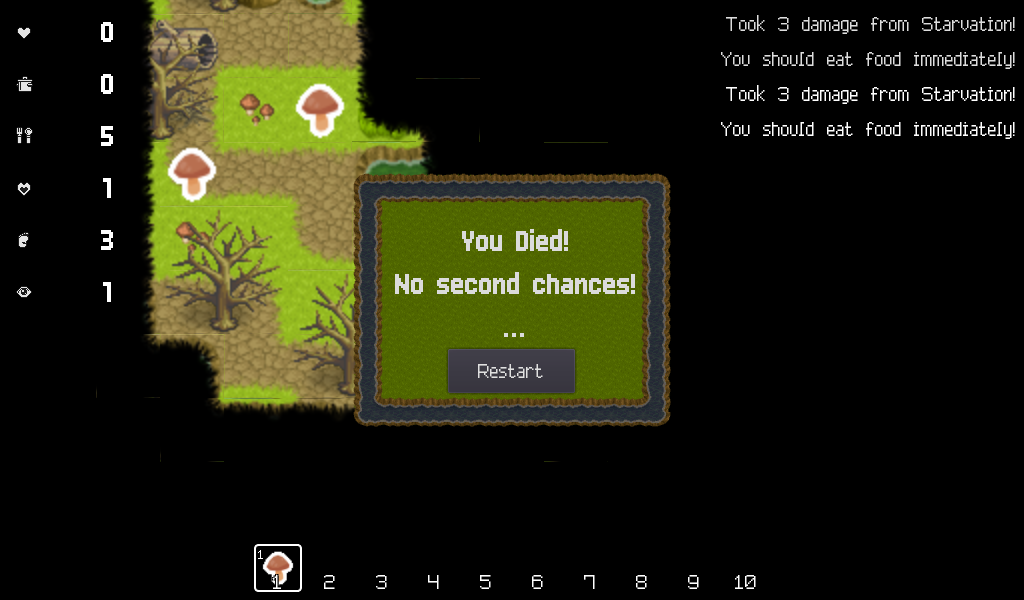 0
0
5
1
3
1
Took 3 damage from Starvation!
You should eat food immediately!
Took 3 damage from Starvation!
You should eat food immediately!
You Died!
No second chances!
...
Restart
1
1 2 3 4 5 6 7 8 9 10